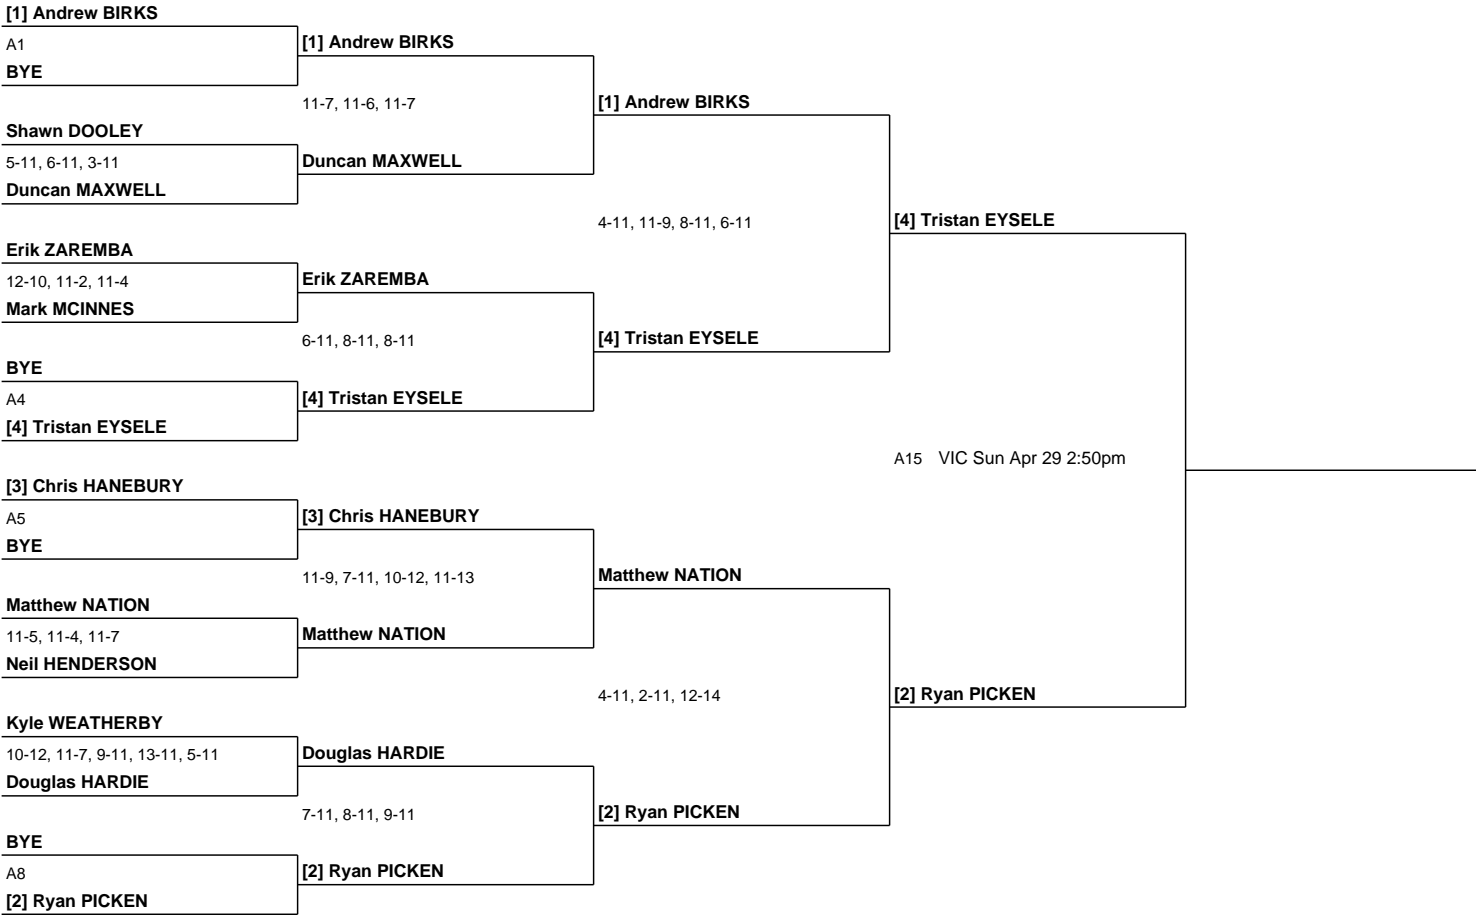 [1] Andrew BIRKS
A1
BYE
Shawn DOOLEY
5-11, 6-11, 3-11
Duncan MAXWELL
Erik ZAREMBA
12-10, 11-2, 11-4
Mark MCINNES
BYE
A4
[4] Tristan EYSELE
[3] Chris HANEBURY
A5
BYE
Matthew NATION
11-5, 11-4, 11-7
Neil HENDERSON
Kyle WEATHERBY
10-12, 11-7, 9-11, 13-11, 5-11
Douglas HARDIE
BYE
A8
[2] Ryan PICKEN
[1] Andrew BIRKS
11-7, 11-6, 11-7
Duncan MAXWELL
Erik ZAREMBA
6-11, 8-11, 8-11
[4] Tristan EYSELE
[3] Chris HANEBURY
11-9, 7-11, 10-12, 11-13
Matthew NATION
Douglas HARDIE
7-11, 8-11, 9-11
[2] Ryan PICKEN
[1] Andrew BIRKS
4-11, 11-9, 8-11, 6-11
[4] Tristan EYSELE
Matthew NATION
4-11, 2-11, 12-14
[2] Ryan PICKEN
[4] Tristan EYSELE
A15 VIC Sun Apr 29 2:50pm
[2] Ryan PICKEN